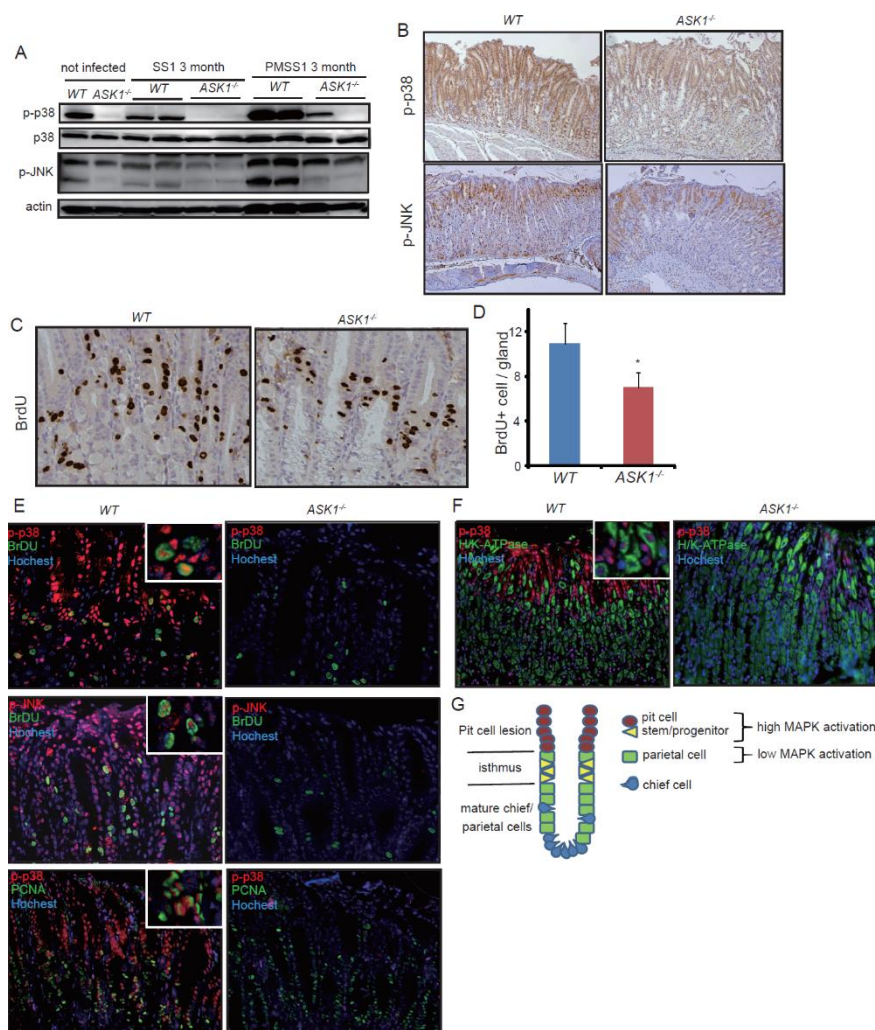 A
not infected SS1 3 month PMSS1 3 month
WT ASK1-/- WT ASK1-/- WT ASK1-/-
p-p38
p38
p-JNK
actin
B
WT ASK1-/-
p-p38
p-JNK
C
WT ASK1-/-
BrdU
D
12
8
4
0
BrdU+ cell / gland
*
WT ASK1-/-
E
WT ASK1-/-
p-p38
BrDU
Hochest
p-p38
BrDU
Hochest
p-JNK
BrDU
Hochest
p-JNK
BrDU
Hochest
p-p38
PCNA
Hochest
p-p38
PCNA
Hochest
F
WT ASK1-/-
p-p38
H/K-ATPase
Hochest
p-p38
H/K-ATPase
Hochest
G
Pit cell lesion
isthmus
mature chief/
parietal cells
pit cell
stem/progenitor
high MAPK activation
parietal cell
low MAPK activation
chief cell